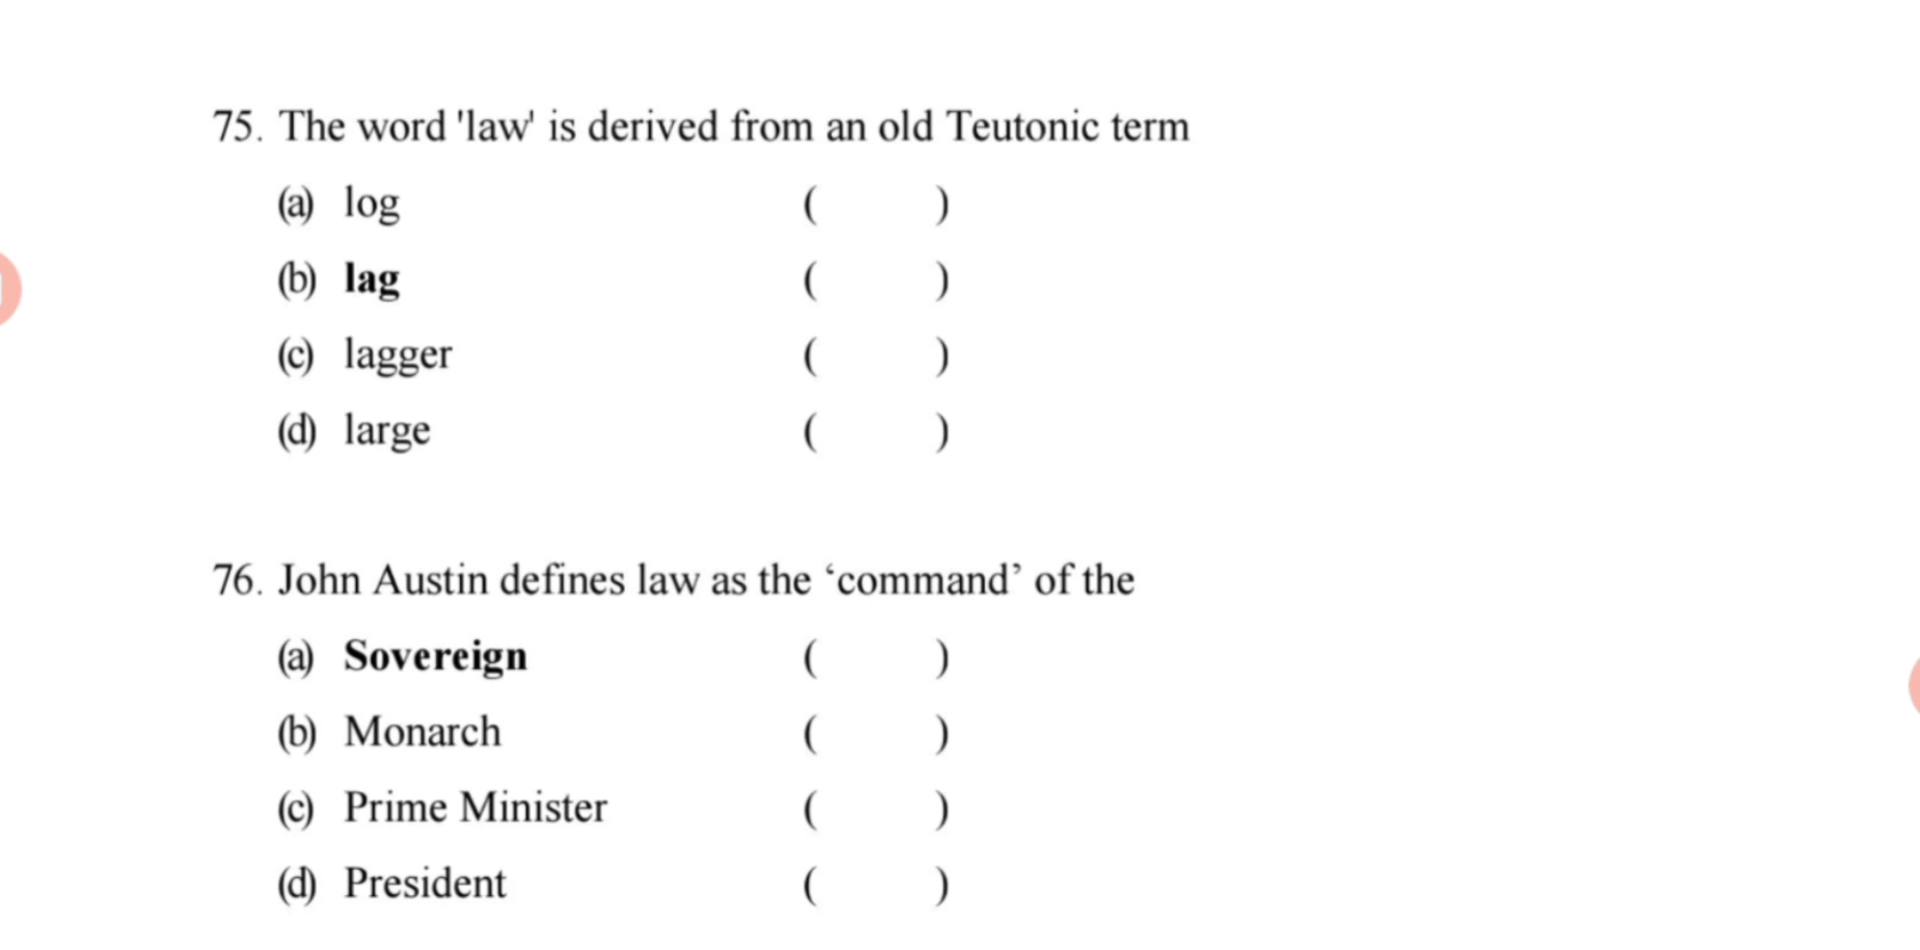 75. The word 'law' is derived from an old Teutonic term
(a) log ( )
(b) lag ( )
(c) lagger ( )
(d) large ( )
76. John Austin defines law as the ‘command’ of the
(a) Sovereign ( )
(b) Monarch ( )
(c) Prime Minister ( )
(d) President ( )